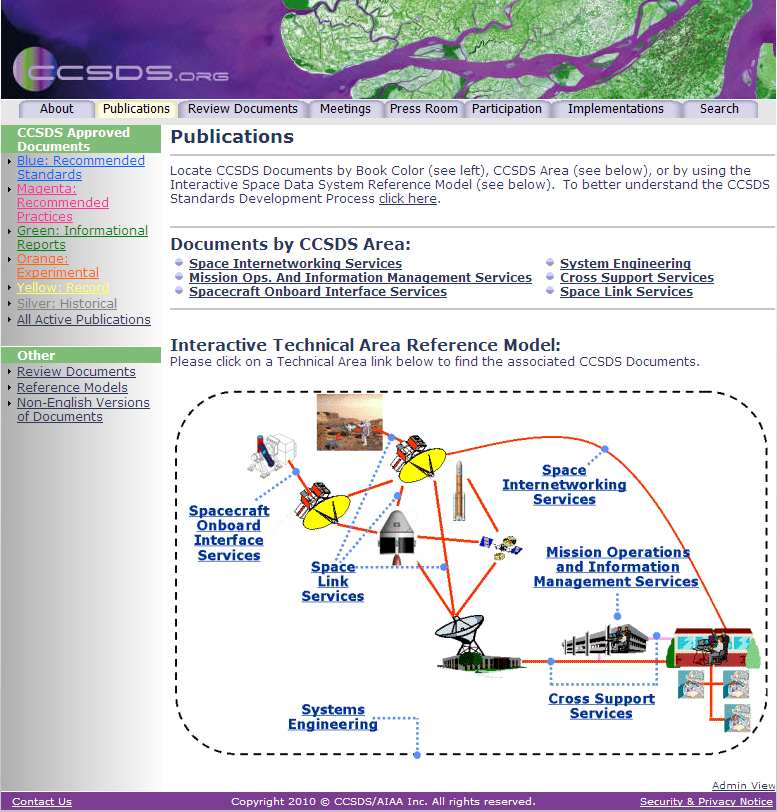 CCSDS.ORG
About Publications Review Documents Meetings Press Room Participation Implementations Search
CCSDS Approved
Documents
Blue: Recommended
Standards
Magenta:
Recommended
Practices
Green: Informational
Reports
Orange:
Experimental
Yellow: Record
Silver: Historical
All Active Publications
Other
Review Documents
Reference Models
Non-English Versions
of Documents
Publications
Locate CCSDS Documents by Book Color (see left), CCSDS Area (see below), or by using the
Interactive Space Data System Reference Model (see below). To better understand the CCSDS
Standards Development Process click here.
Documents by CCSDS Area:
Space Internetworking Services
Mission Ops. And Information Management Services
Spacecraft Onboard Interface Services
System Engineering
Cross Support Services
Space Link Services
Interactive Technical Area Reference Model:
Please click on a Technical Area link below to find the associated CCSDS Documents.
Space
Internetworking
Services
Spacecraft
Onboard
Interface
Services
Space
Link
Services
Mission Operations
and Information
Management Services
Cross Support
Services
Systems
Engineering
Admin View
Contact Us
Copyright 2010 © CCSDS/AIAA Inc. All rights reserved.
Security & Privacy Notice